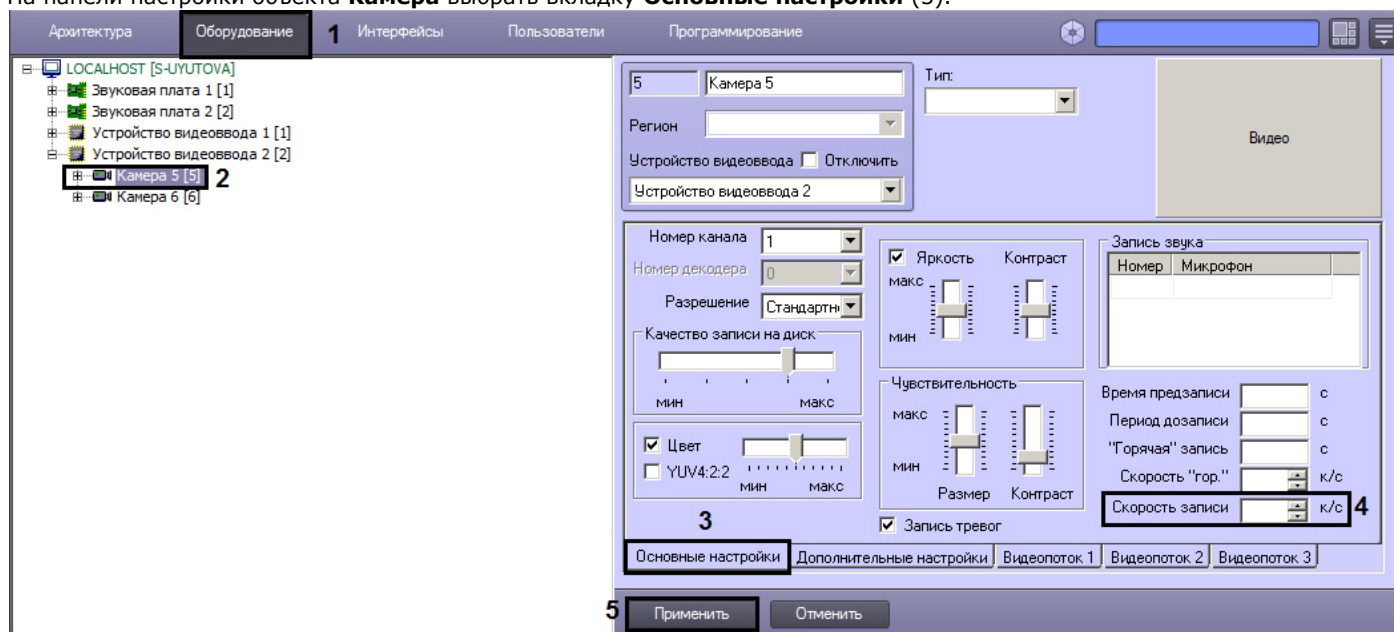 На панели настройки объекта Камера выбрать вкладку Основные настройки (3).
Архитектура Оборудование 1 Интерфейсы Пользователи Программирование
LOCALHOST [S-UYUTOVA]
Звуковая плата 1 [1]
Звуковая плата 2 [2]
Устройство видеоввода 1 [1]
Устройство видеоввода 2 [2]
Камера 5 [5] 2
Камера 6 [6]
5 Камера 5
Тип:
Регион
Устройство видеоввода Отключить
Устройство видеоввода 2
Видео
Номер канала 1
Номер декодера 0
Разрешение Стандартн
Качество записи на диск
мин макс
Цвет
YUV4:2:2
мин макс
3
Яркость Контраст
макс
мин
Чувствительность
макс
мин
Размер Контраст
Запись тревог
Запись звука
Номер Микрофон
Время предзаписи с
Период дозаписи с
"Горячая" запись с
Скорость "гор." к/с
Скорость записи к/с 4
Основные настройки Дополнительные настройки Видеопоток 1 Видеопоток 2 Видеопоток 3
5 Применить Отменить